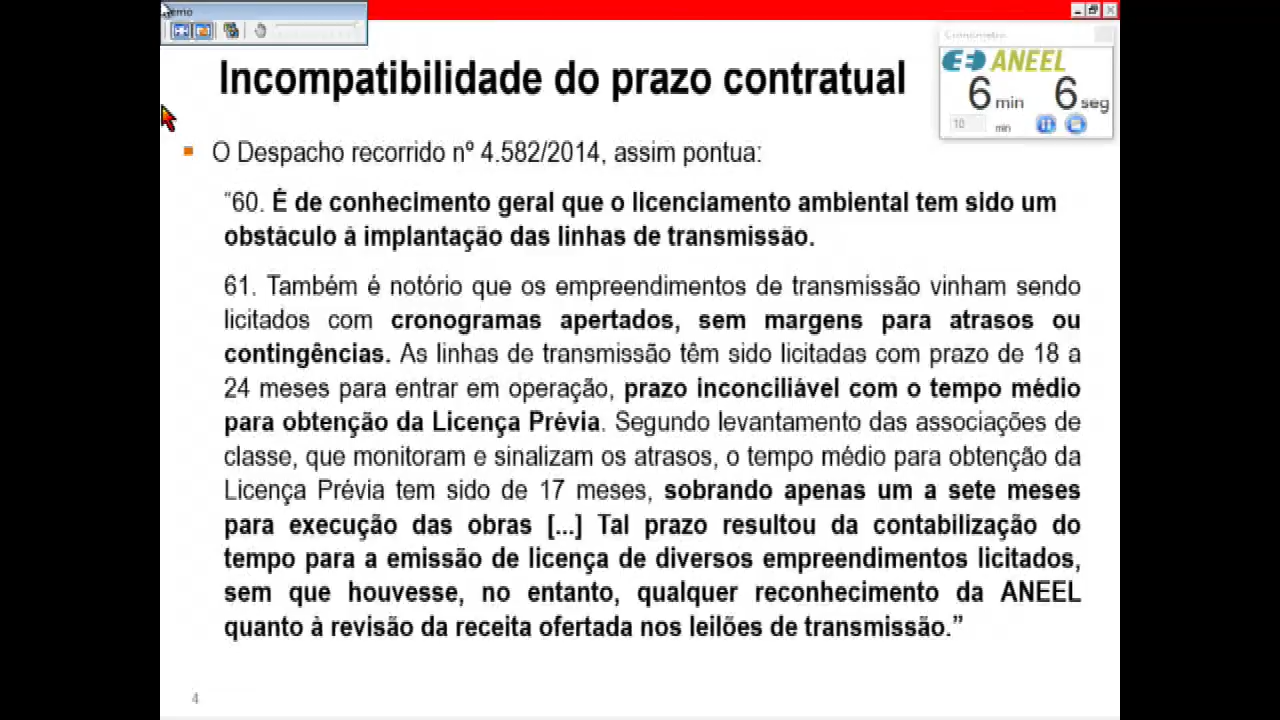 emo
Cronometro
ANEEL
6 min 6 seg
10 min
Incompatibilidade do prazo contratual
O Despacho recorrido nº 4.582/2014, assim pontua:
"60. É de conhecimento geral que o licenciamento ambiental tem sido um
obstáculo à implantação das linhas de transmissão.
61. Também é notório que os empreendimentos de transmissão vinham sendo
licitados com cronogramas apertados, sem margens para atrasos ou
contingências. As linhas de transmissão têm sido licitadas com prazo de 18 a
24 meses para entrar em operação, prazo inconciliável com o tempo médio
para obtenção da Licença Prévia. Segundo levantamento das associações de
classe, que monitoram e sinalizam os atrasos, o tempo médio para obtenção da
Licença Prévia tem sido de 17 meses, sobrando apenas um a sete meses
para execução das obras [...] Tal prazo resultou da contabilização do
tempo para a emissão de licença de diversos empreendimentos licitados,
sem que houvesse, no entanto, qualquer reconhecimento da ANEEL
quanto à revisão da receita ofertada nos leilões de transmissão."
4